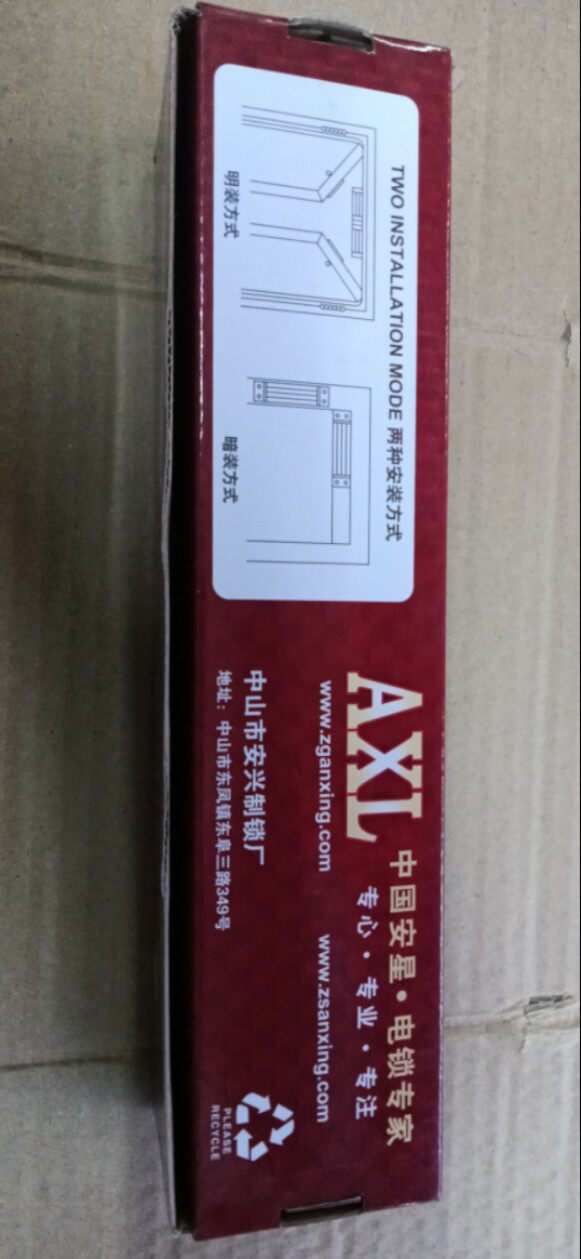 TWO INSTALLATION MODE 两种安装方式
明装方式
暗装方式
AXL 中国安星·电锁专家
专心·专业·专注
www.zganxing.com
www.zsanxing.com
中山市安兴制锁厂
地址：中山市东凤镇东阜三路349号
PLEASE
RECYCLE